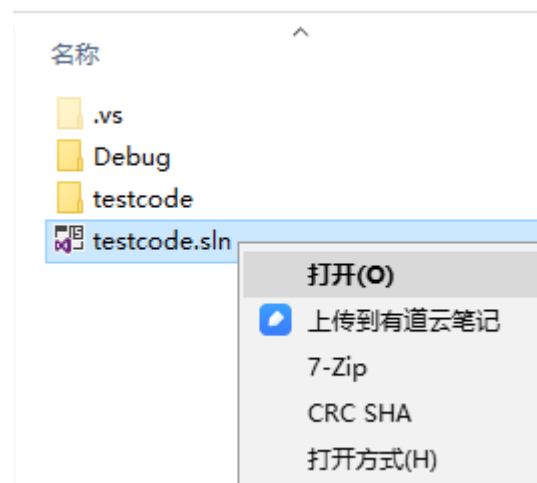 名称
.vs
Debug
testcode
testcode.sln
打开(O)
上传到有道云笔记
7-Zip
CRC SHA
打开方式(H)